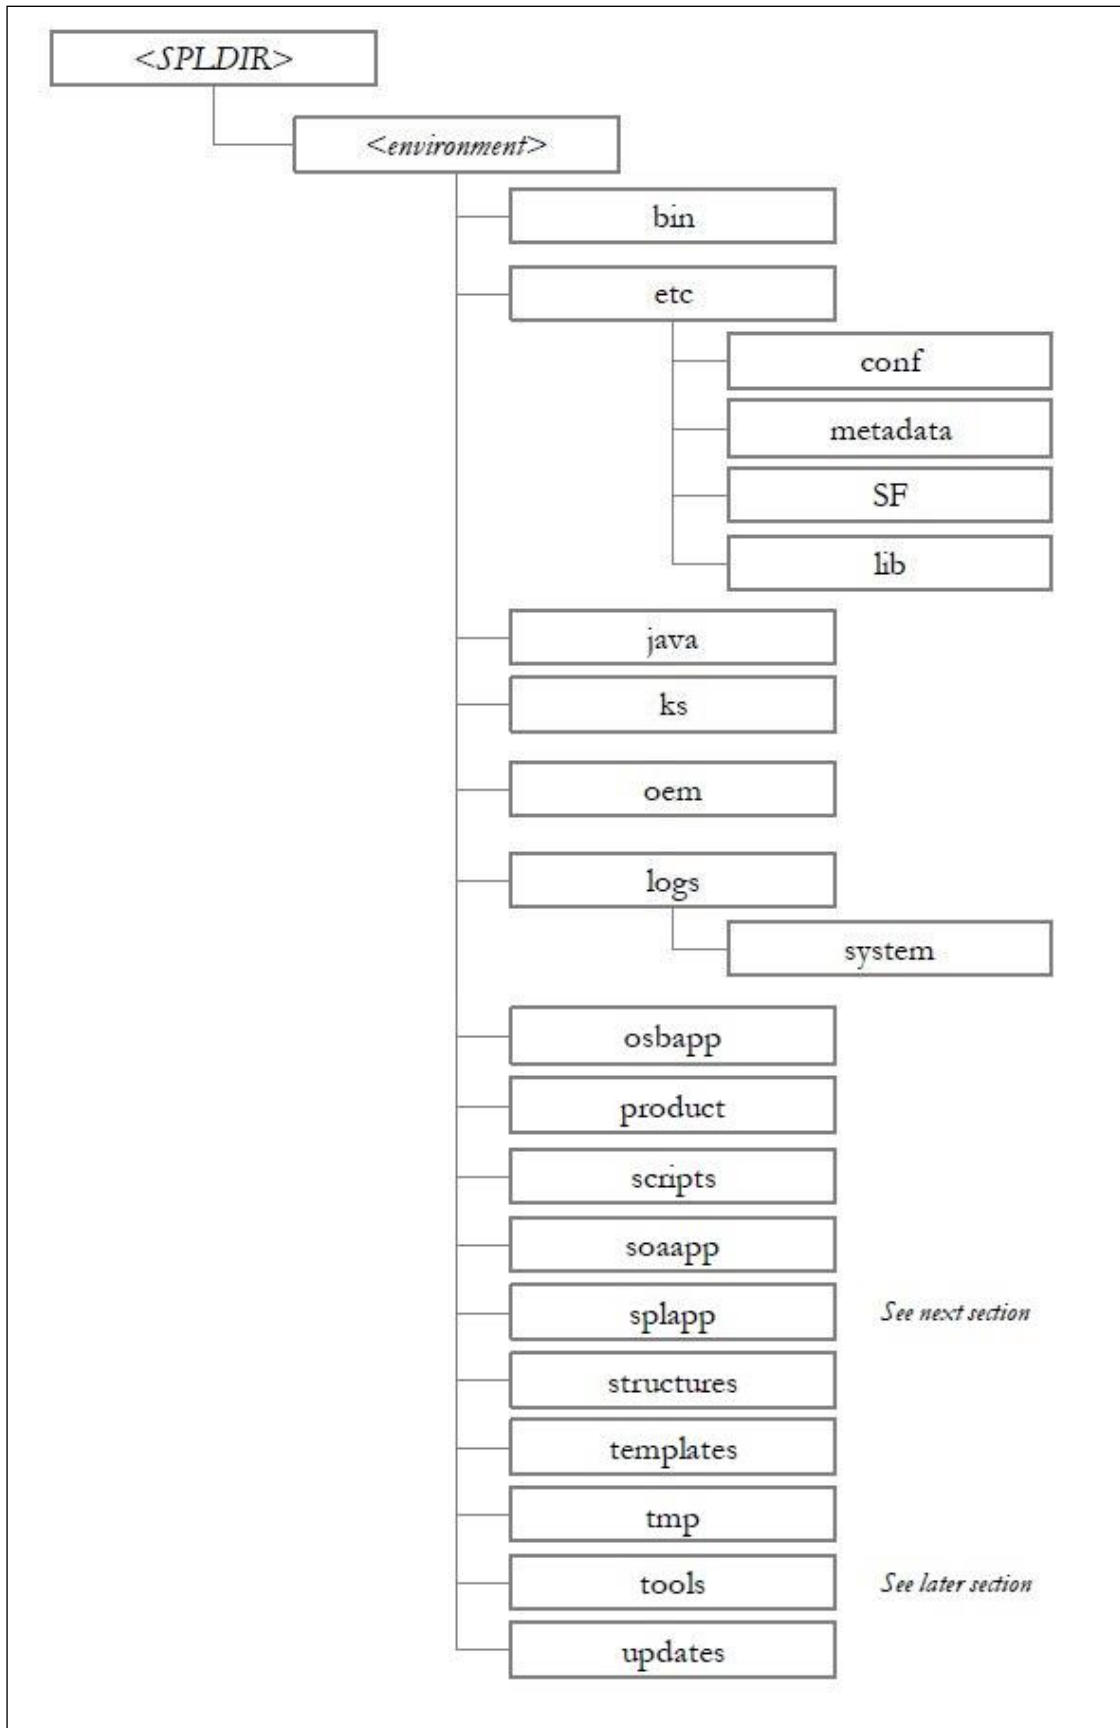 <SPLDIR>
<environment>
bin
etc
conf
metadata
SF
lib
java
ks
oem
logs
system
osbapp
product
scripts
soaapp
splapp See next section
structures
templates
tmp
tools See later section
updates